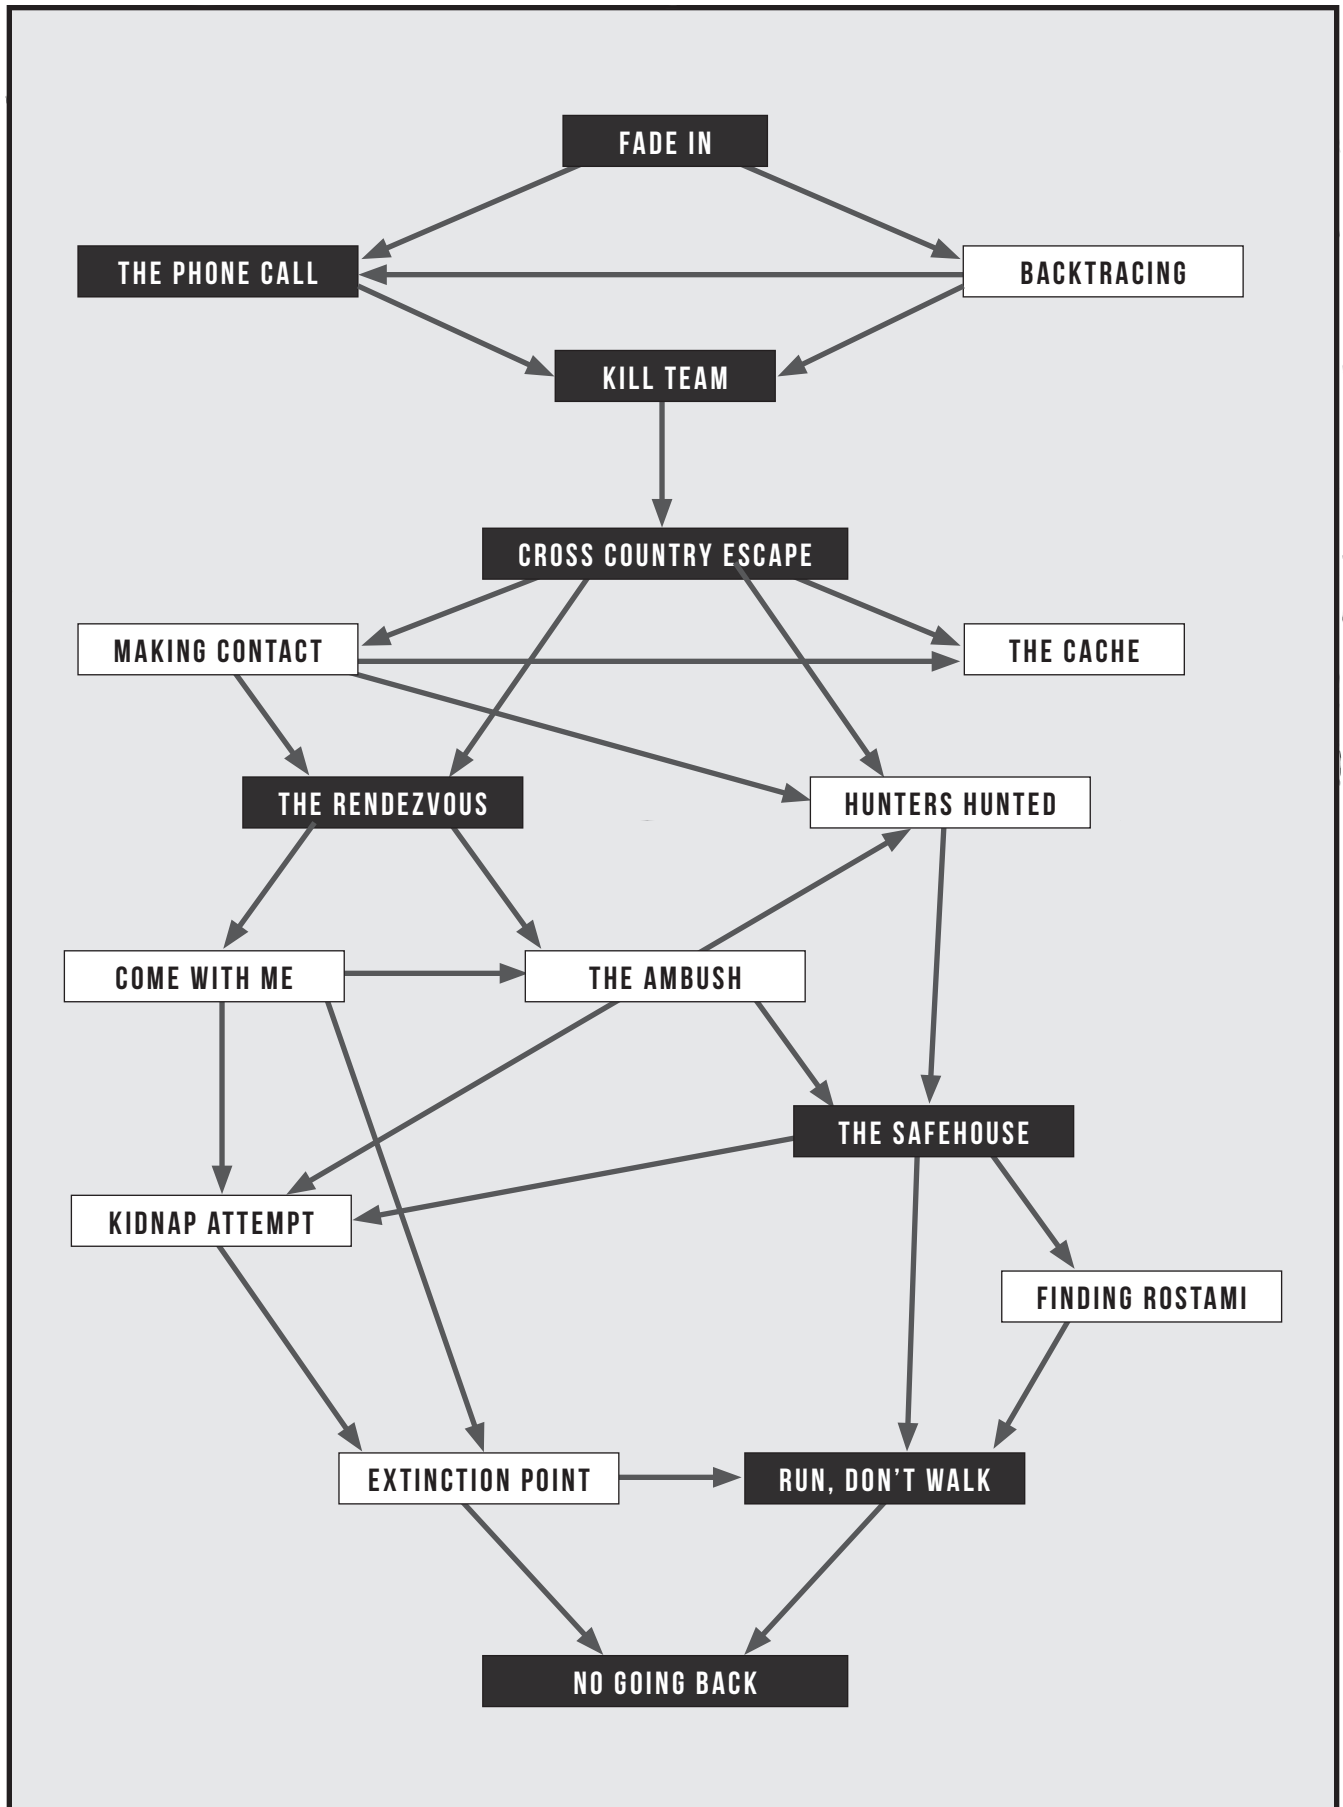 FADE IN
THE PHONE CALL
BACKTRACING
KILL TEAM
CROSS COUNTRY ESCAPE
MAKING CONTACT
THE CACHE
THE RENDEZVOUS
HUNTERS HUNTED
COME WITH ME
THE AMBUSH
THE SAFEHOUSE
KIDNAP ATTEMPT
FINDING ROSTAMI
EXTINCTION POINT
RUN, DON'T WALK
NO GOING BACK